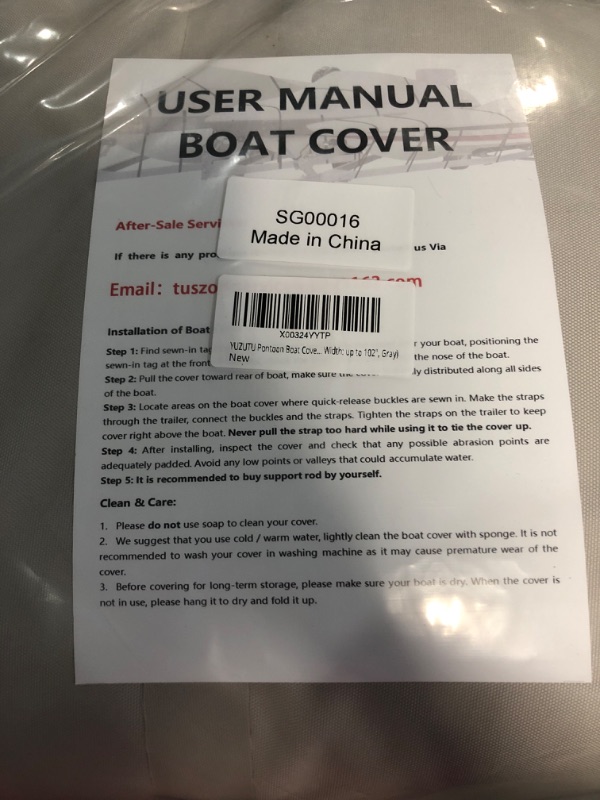 USER MANUAL
BOAT COVER
After-Sale Servi
SG00016
Made in China
If there is any pro
us Via
Email: tuszo
163.com
X00324VYTP
YUZUTU Pontoon Boat Cove... Width: up to 102", Gray)
New
Installation of Boat
Step 1: Find sewn-in tag
r your boat, positioning the
sewn-in tag at the front
the nose of the boat.
Step 2: Pull the cover toward rear of boat, make sure
ly distributed along all sides
of the boat.
Step 3: Locate areas on the boat cover where quick-release buckles are sewn in. Make the straps
through the trailer, connect the buckles and the straps. Tighten the straps on the trailer to keep
cover right above the boat. Never pull the strap too hard while using it to tie the cover up.
Step 4: After installing, inspect the cover and check that any possible abrasion points are
adequately padded. Avoid any low points or valleys that could accumulate water.
Step 5: It is recommended to buy support rod by yourself.
Clean & Care:
1. Please do not use soap to clean your cover.
2. We suggest that you use cold / warm water, lightly clean the boat cover with sponge. It is not
recommended to wash your cover in washing machine as it may cause premature wear of the
cover.
3. Before covering for long-term storage, please make sure your boat is dry. When the cover is
not in use, please hang it to dry and fold it up.